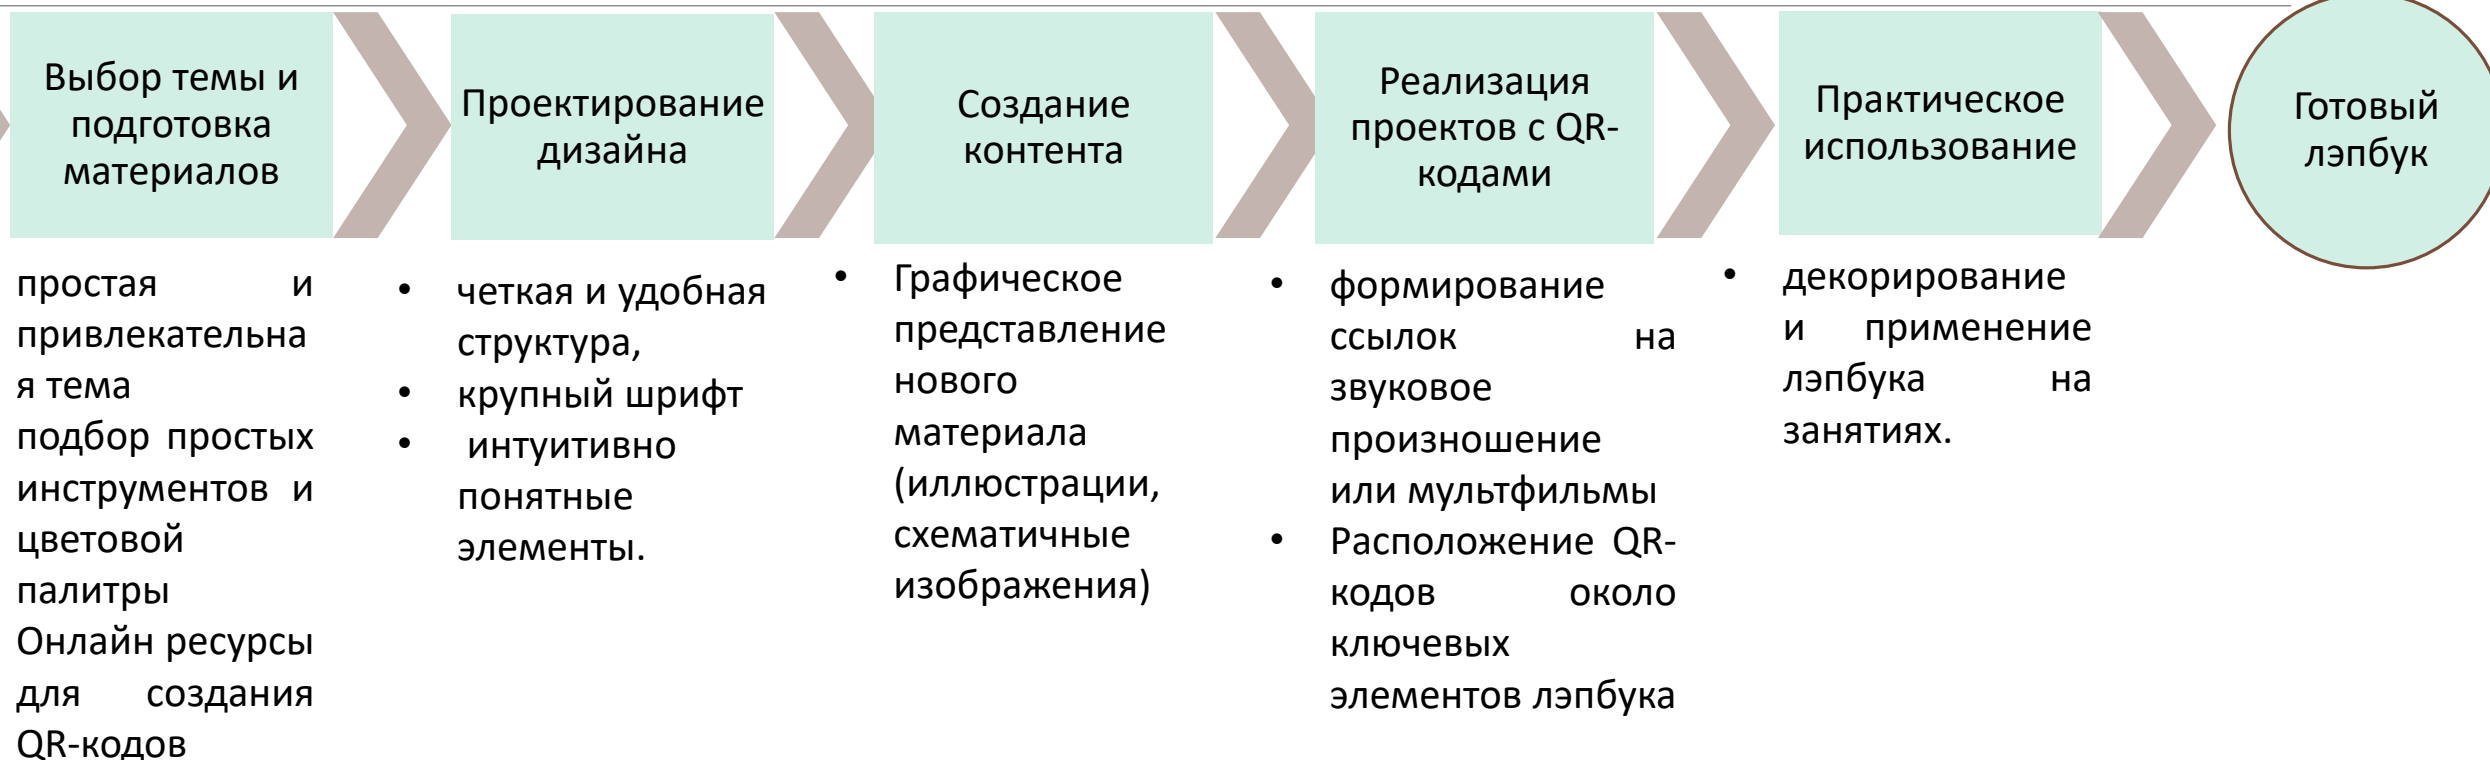 Выбор темы и
подготовка
материалов
Проектирование
дизайна
Создание
контента
Реализация
проектов с QR-
кодами
Практическое
использование
Готовый
лэпбук
простая и
привлекательна
я тема
подбор простых
инструментов и
цветовой
палитры
Онлайн ресурсы
для создания
QR-кодов
• четкая и удобная
структура,
• крупный шрифт
• интуитивно
понятные
элементы.
• Графическое
представление
нового
материала
(иллюстрации,
схематичные
изображения)
• формирование
ссылок на
звуковое
произношение
или мультфильмы
• Расположение QR-
кодов около
ключевых
элементов лэпбука
• декорирование
и применение
лэпбука на
занятиях.